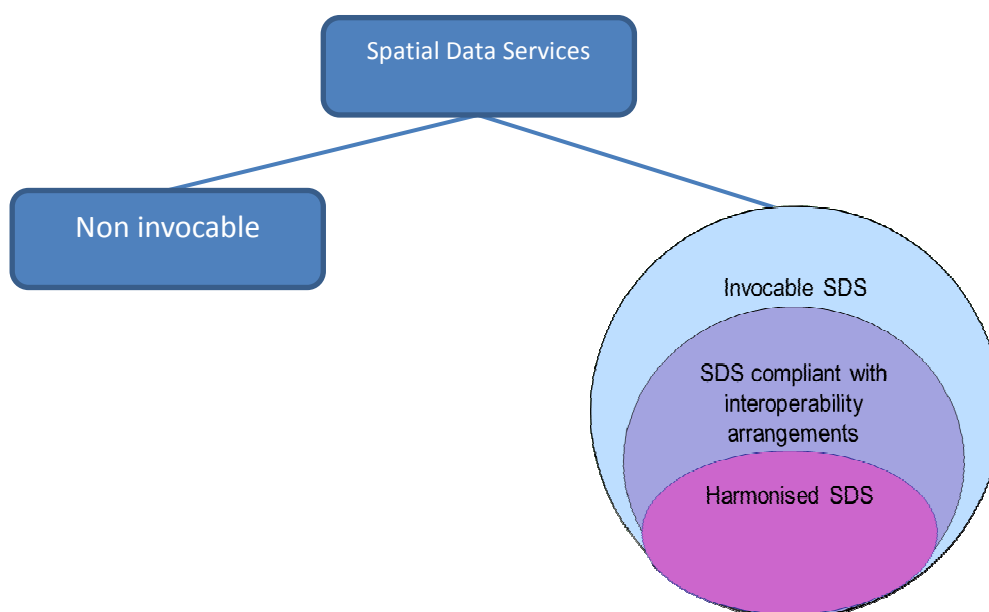 Spatial Data Services
Non invocable
Invocable SDS
SDS compliant with
interoperability
arrangements
Harmonised SDS